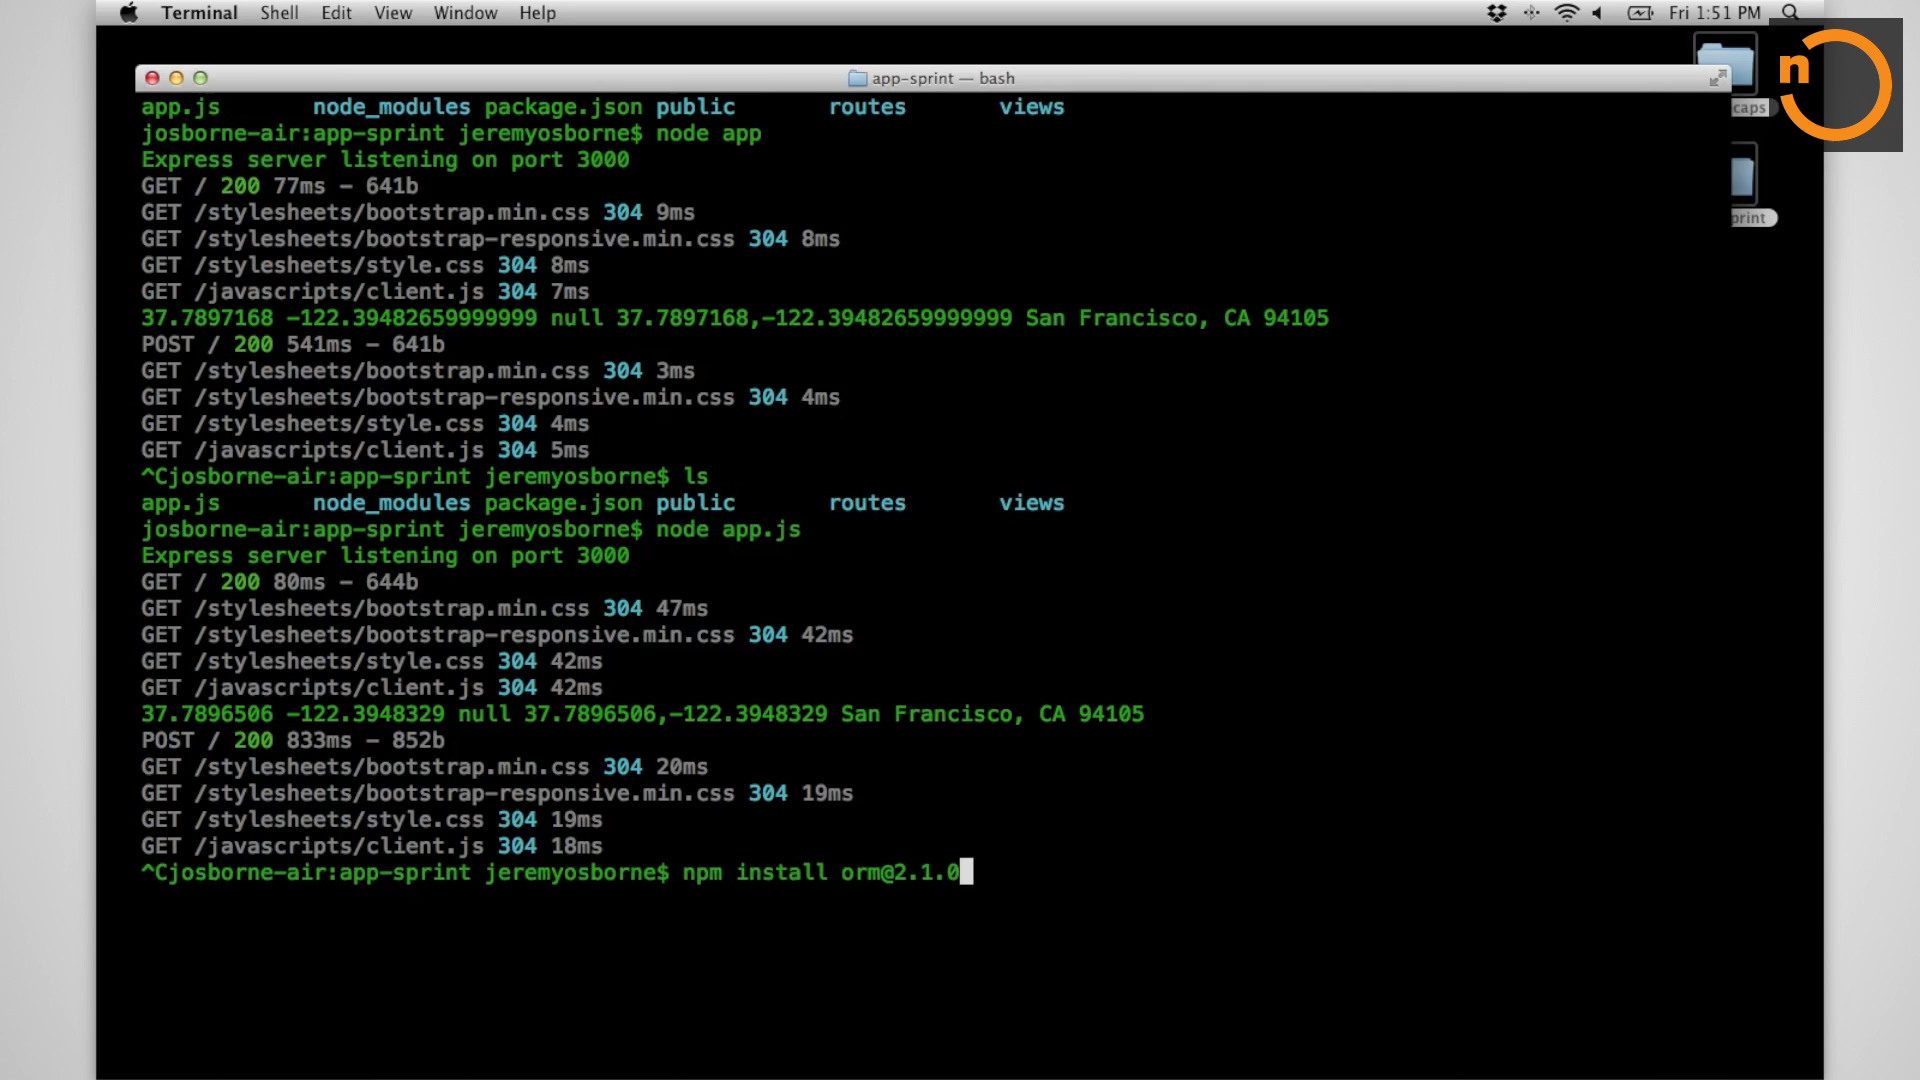 Terminal Shell Edit View Window Help Fri 1:51 PM
n
app-sprint — bash
caps
app.js node_modules package.json public routes views
josborne-air:app-sprint jeremyosborne$ node app
Express server listening on port 3000
GET / 200 77ms - 641b
GET /stylesheets/bootstrap.min.css 304 9ms
print
GET /stylesheets/bootstrap-responsive.min.css 304 8ms
GET /stylesheets/style.css 304 8ms
GET /javascripts/client.js 304 7ms
37.7897168 -122.39482659999999 null 37.7897168,-122.39482659999999 San Francisco, CA 94105
POST / 200 541ms - 641b
GET /stylesheets/bootstrap.min.css 304 3ms
GET /stylesheets/bootstrap-responsive.min.css 304 4ms
GET /stylesheets/style.css 304 4ms
GET /javascripts/client.js 304 5ms
^Cjosborne-air:app-sprint jeremyosborne$ ls
app.js node_modules package.json public routes views
josborne-air:app-sprint jeremyosborne$ node app.js
Express server listening on port 3000
GET / 200 80ms - 644b
GET /stylesheets/bootstrap.min.css 304 47ms
GET /stylesheets/bootstrap-responsive.min.css 304 42ms
GET /stylesheets/style.css 304 42ms
GET /javascripts/client.js 304 42ms
37.7896506 -122.3948329 null 37.7896506,-122.3948329 San Francisco, CA 94105
POST / 200 833ms - 852b
GET /stylesheets/bootstrap.min.css 304 20ms
GET /stylesheets/bootstrap-responsive.min.css 304 19ms
GET /stylesheets/style.css 304 19ms
GET /javascripts/client.js 304 18ms
^Cjosborne-air:app-sprint jeremyosborne$ npm install orm@2.1.0